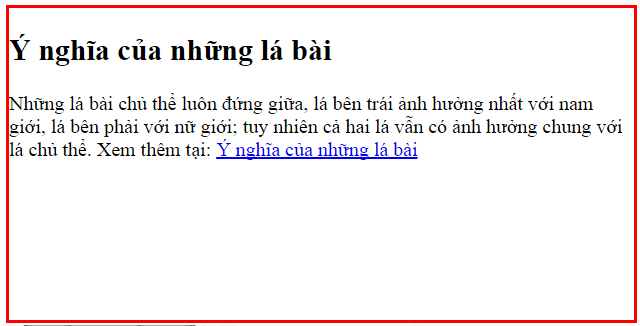 Ý nghĩa của những lá bài
Những lá bài chủ thể luôn đứng giữa, lá bên trái ảnh hưởng nhất với nam
giới, lá bên phải với nữ giới; tuy nhiên cả hai lá vẫn có ảnh hưởng chung với
lá chủ thể. Xem thêm tại: Ý nghĩa của những lá bài